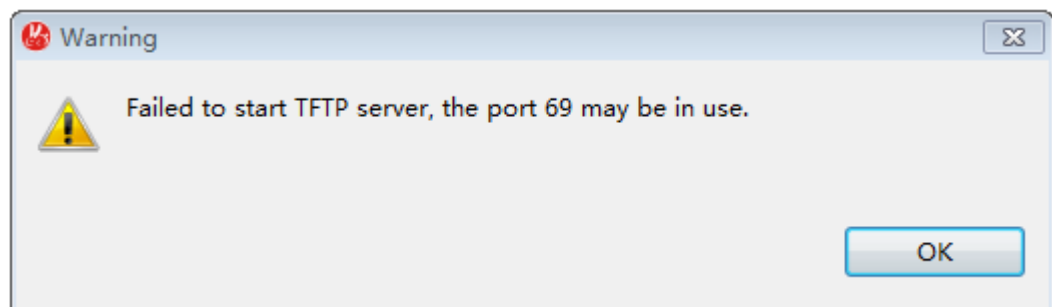 Warning
Failed to start TFTP server, the port 69 may be in use.
OK